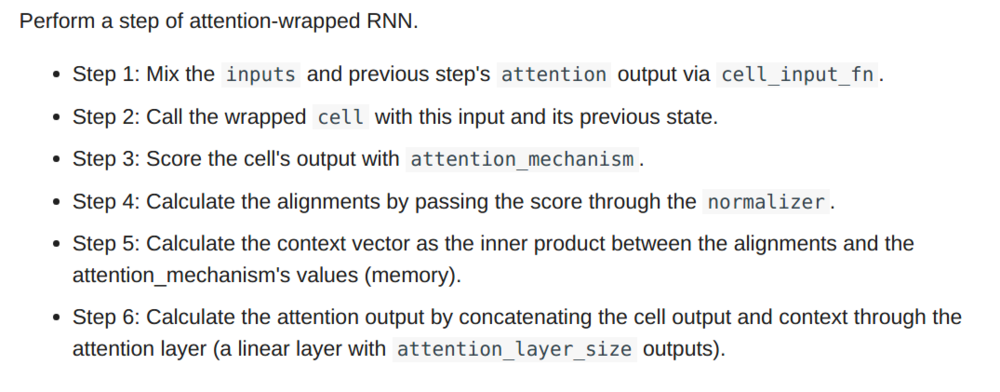 Perform a step of attention-wrapped RNN.
• Step 1: Mix the inputs and previous step's attention output via cell_input_fn.
• Step 2: Call the wrapped cell with this input and its previous state.
• Step 3: Score the cell's output with attention_mechanism.
• Step 4: Calculate the alignments by passing the score through the normalizer.
• Step 5: Calculate the context vector as the inner product between the alignments and the
attention_mechanism's values (memory).
• Step 6: Calculate the attention output by concatenating the cell output and context through the
attention layer (a linear layer with attention_layer_size outputs).